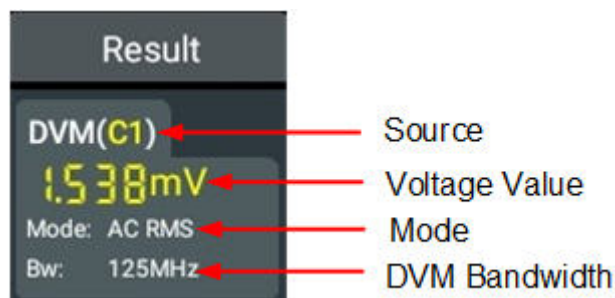 Result
DVM(C1)
Source
1.538mV
Voltage Value
Mode: AC RMS
Mode
Bw: 125MHz
DVM Bandwidth